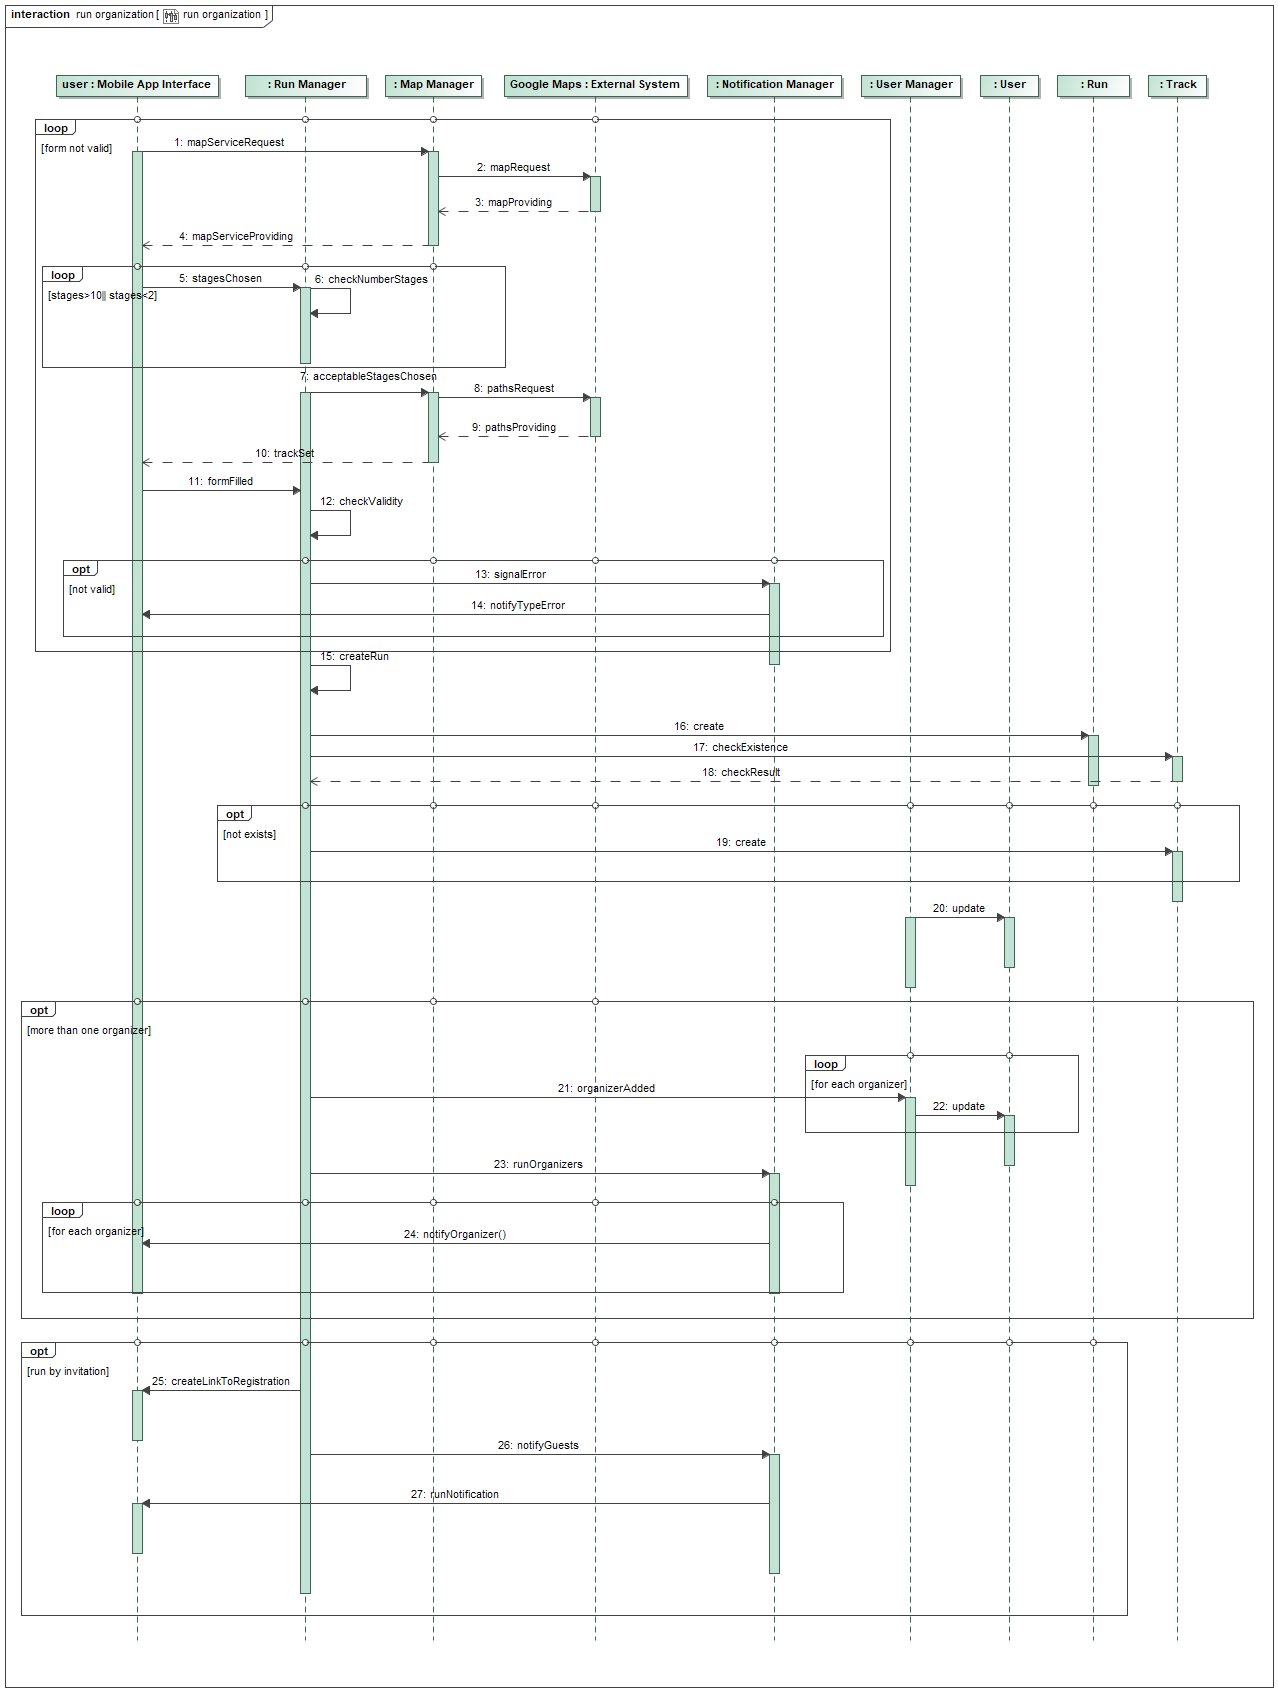 interaction run organization [ run organization ]
user : Mobile App Interface
: Run Manager
: Map Manager
Google Maps : External System
: Notification Manager
: User Manager
: User
: Run
: Track
loop
[form not valid]
1: mapServiceRequest
2: mapRequest
3: mapProviding
4: mapServiceProviding
loop
[stages>10|| stages<2]
5: stagesChosen
6: checkNumberStages
7: acceptableStagesChosen
8: pathsRequest
9: pathsProviding
10: trackSet
11: formFilled
12: checkValidity
opt
[not valid]
13: signalError
14: notifyTypeError
15: createRun
16: create
17: checkExistence
18: checkResult
opt
[not exists]
19: create
20: update
opt
[more than one organizer]
loop
[for each organizer]
21: organizerAdded
22: update
23: runOrganizers
loop
[for each organizer]
24: notifyOrganizer()
opt
[run by invitation]
25: createLinkToRegistration
26: notifyGuests
27: runNotification